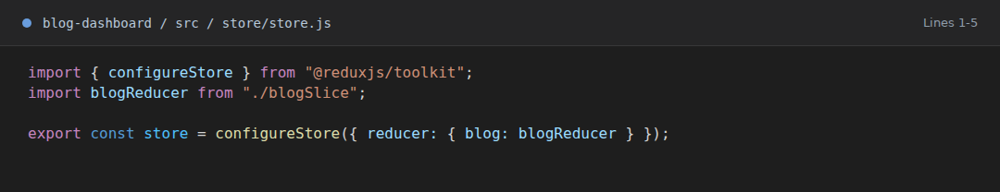 blog-dashboard / src / store/store.js
Lines 1-5
import { configureStore } from "@reduxjs/toolkit";
import blogReducer from "./blogSlice";
export const store = configureStore({ reducer: { blog: blogReducer } });